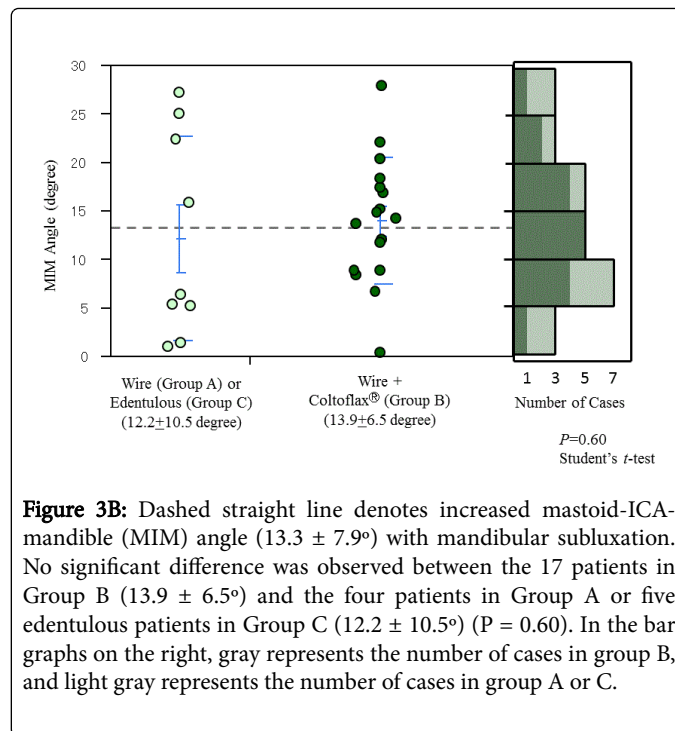 30
25
20
15
10
5
0
MIM Angle (degree)
Wire (Group A) or
Edentulous (Group C)
(12.2±10.5 degree)
Wire +
Coltoflax® (Group B)
(13.9±6.5 degree)
1 3 5 7
Number of Cases
P=0.60
Student's t-test
Figure 3B: Dashed straight line denotes increased mastoid-ICA-
mandible (MIM) angle (13.3 ± 7.9º) with mandibular subluxation.
No significant difference was observed between the 17 patients in
Group B (13.9 ± 6.5º) and the four patients in Group A or five
edentulous patients in Group C (12.2 ± 10.5º) (P = 0.60). In the bar
graphs on the right, gray represents the number of cases in group B,
and light gray represents the number of cases in group A or C.